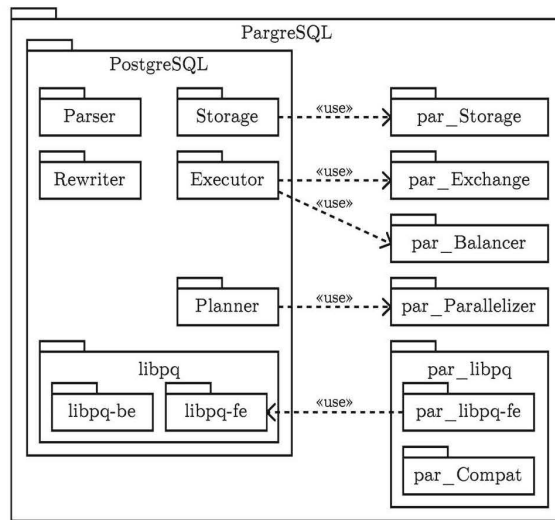 PargreSQL
PostgreSQL
Parser
Storage
«use»
par_Storage
Rewriter
Executor
«use»
par_Exchange
«use»
par_Balancer
Planner
«use»
par_Parallelizer
libpq
par_libpq
libpq-be
libpq-fe
«use»
par_libpq-fe
par_Compat